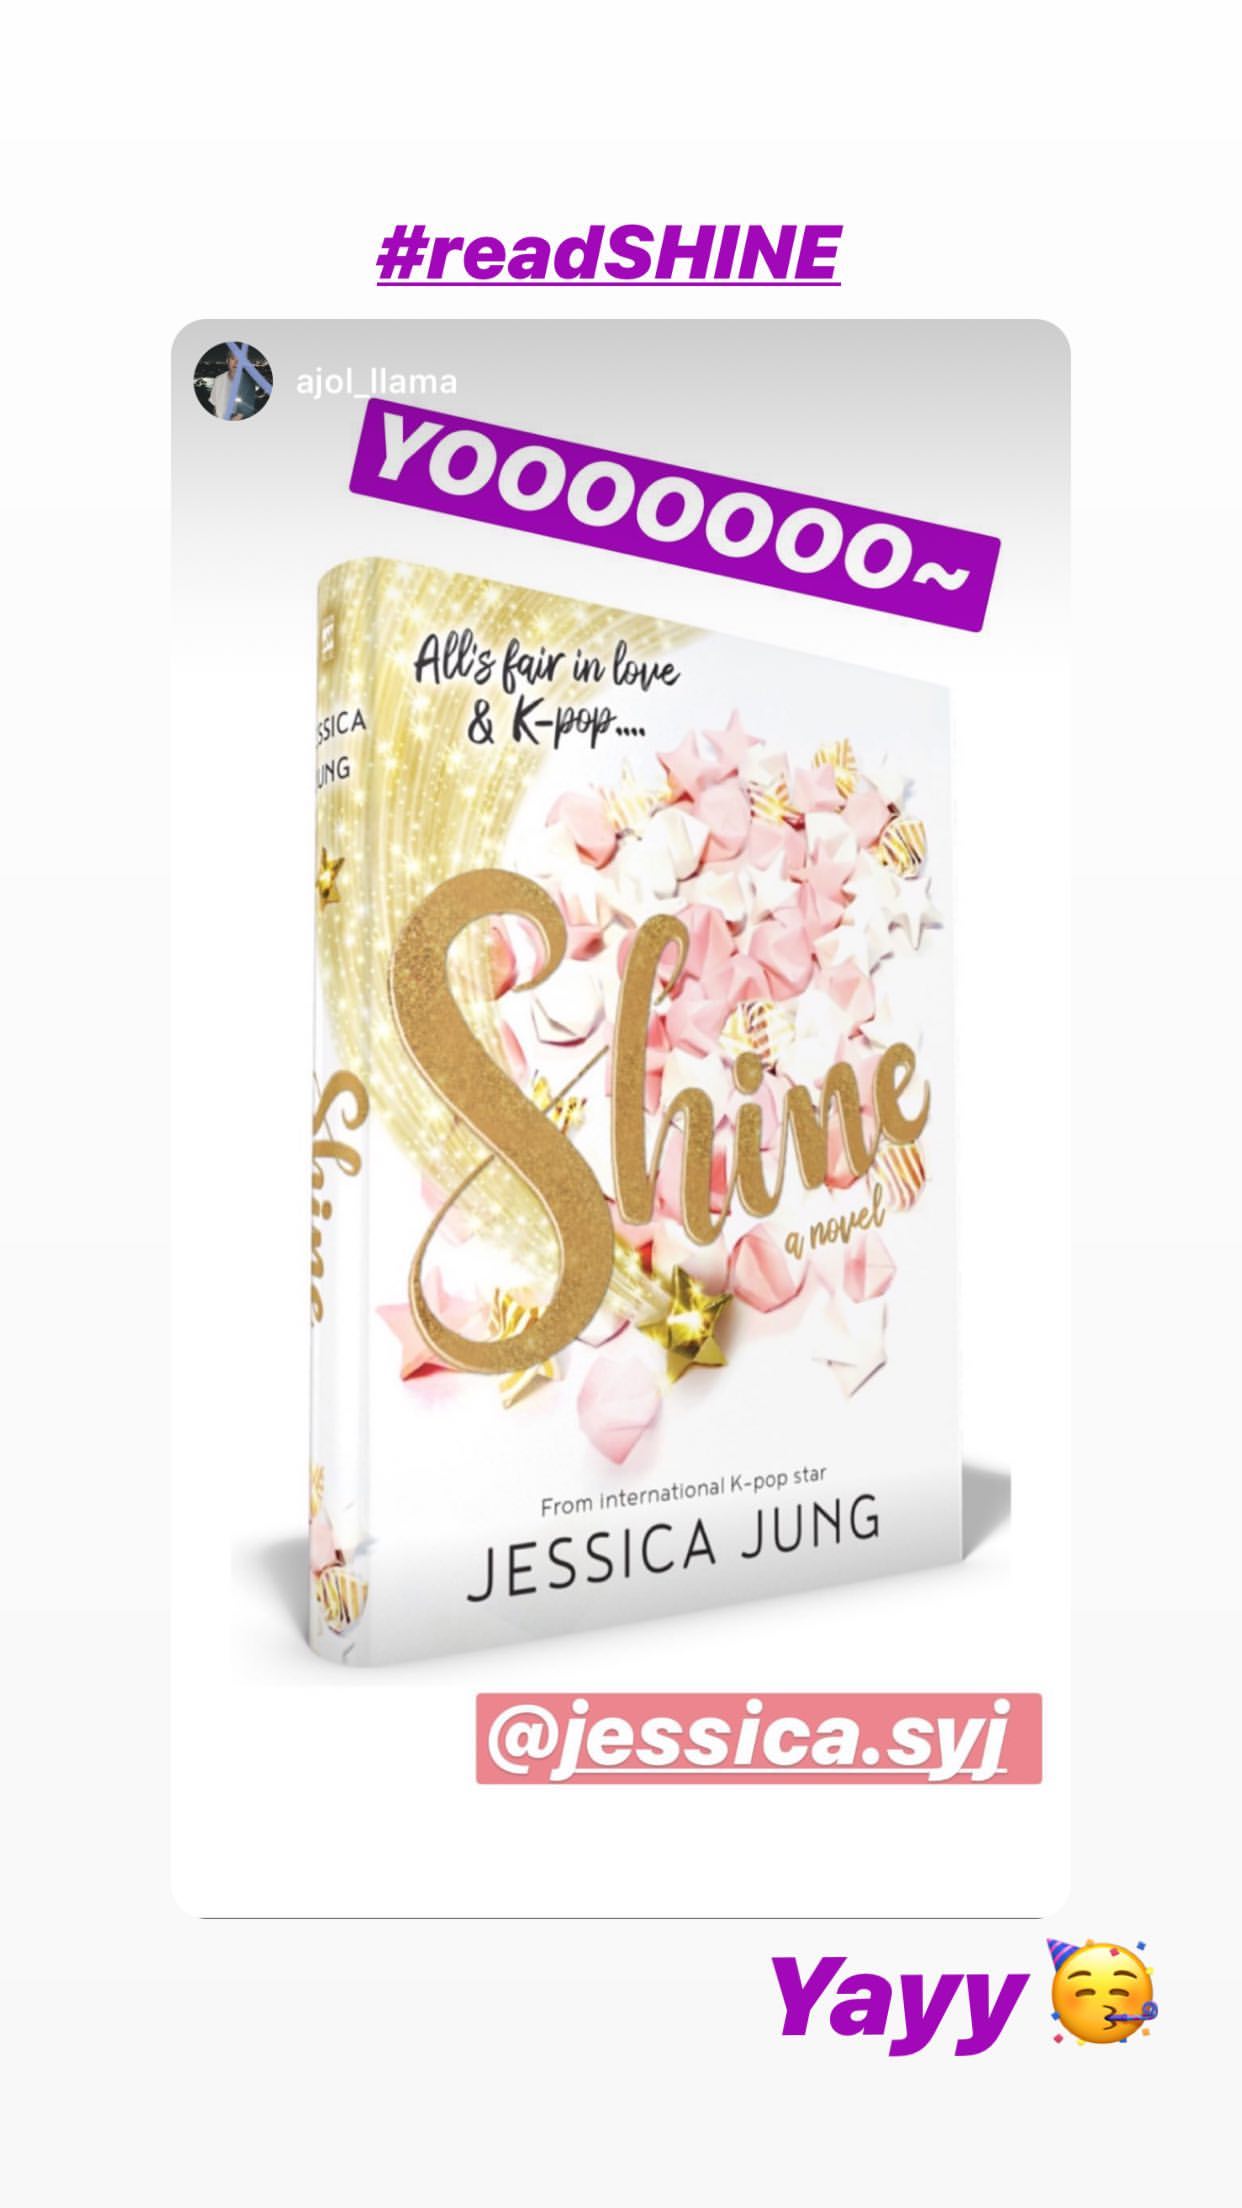 #readSHINE
ajol_llama
YOOOOOOO~
All's fair in love
& K-pop....
SSICA
UNG
Shine
Shine
a novel
From international K-pop star
JESSICA JUNG
@jessica.syj
Yayy 🥳